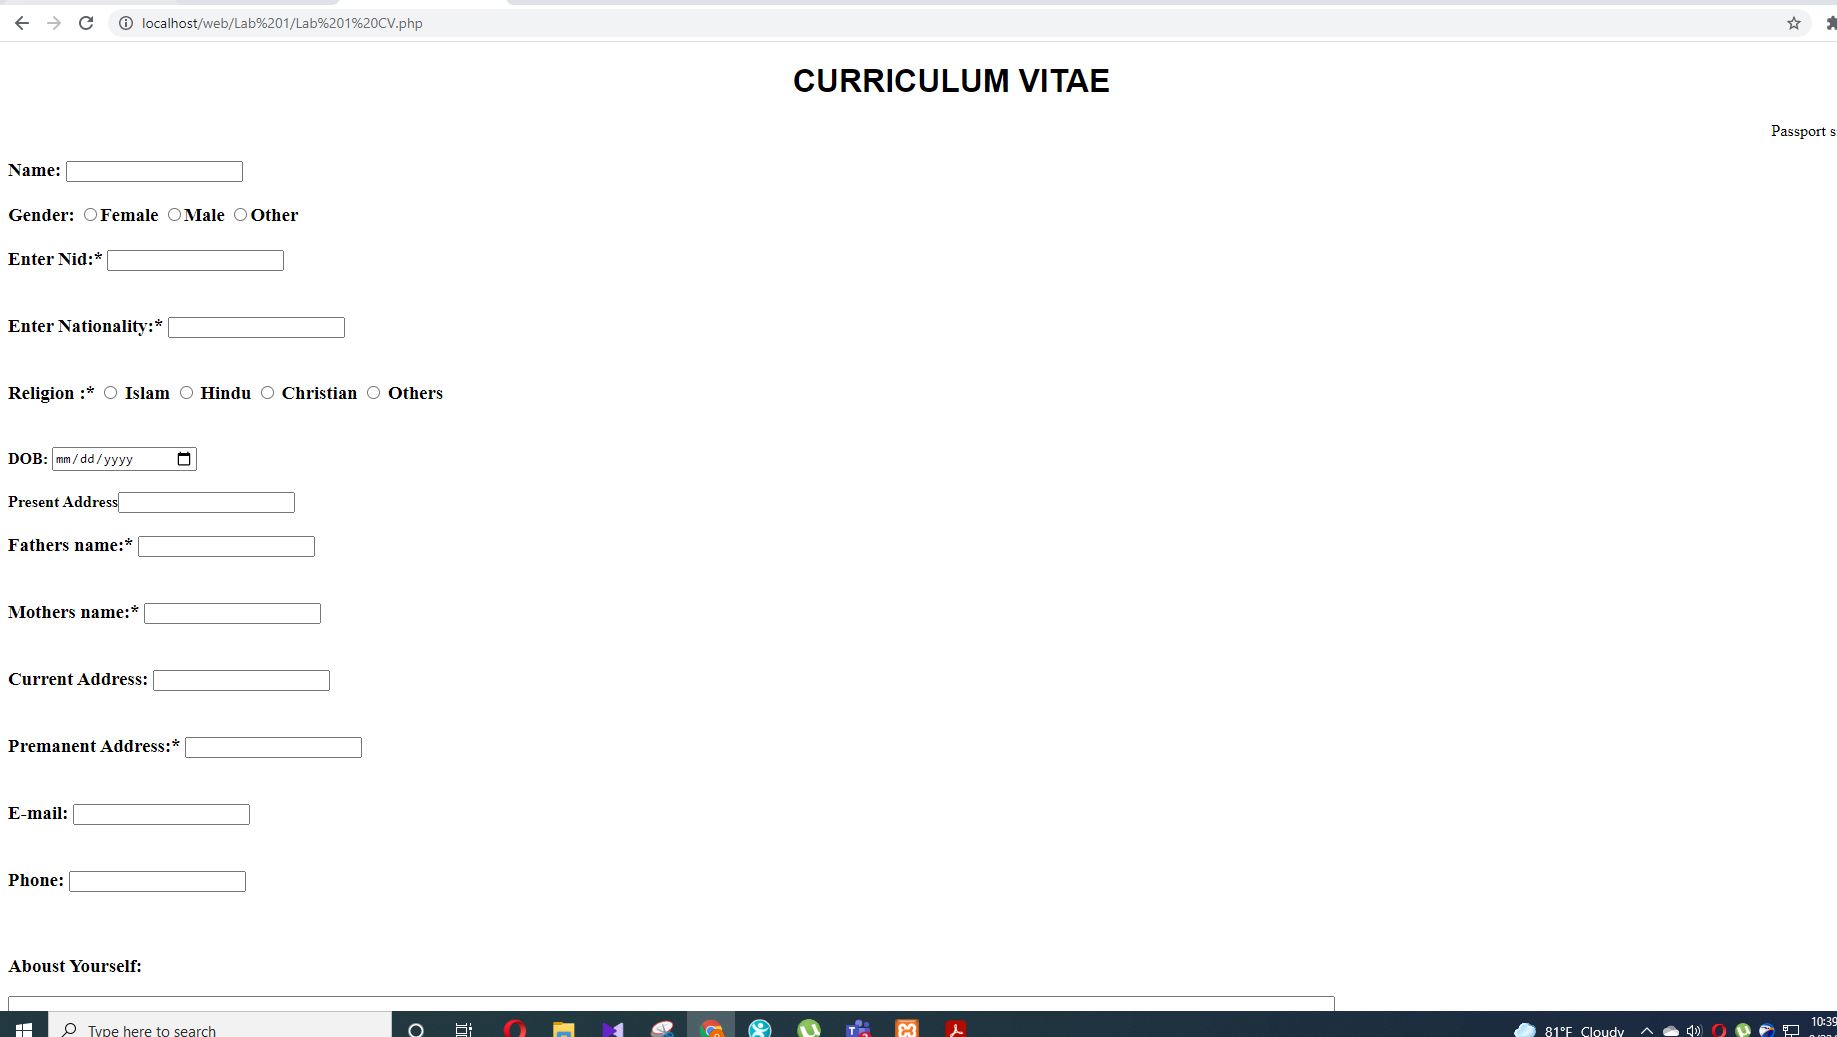 localhost/web/Lab%201/Lab%201%20CV.php
CURRICULUM VITAE
Passport s
Name:
Gender: Female Male Other
Enter Nid:*
Enter Nationality:*
Religion :* Islam Hindu Christian Others
DOB: mm/dd/yyyy
Present Address
Fathers name:*
Mothers name:*
Current Address:
Premanent Address:*
E-mail:
Phone:
Aboust Yourself:
Type here to search
81°F Cloudy
10:39